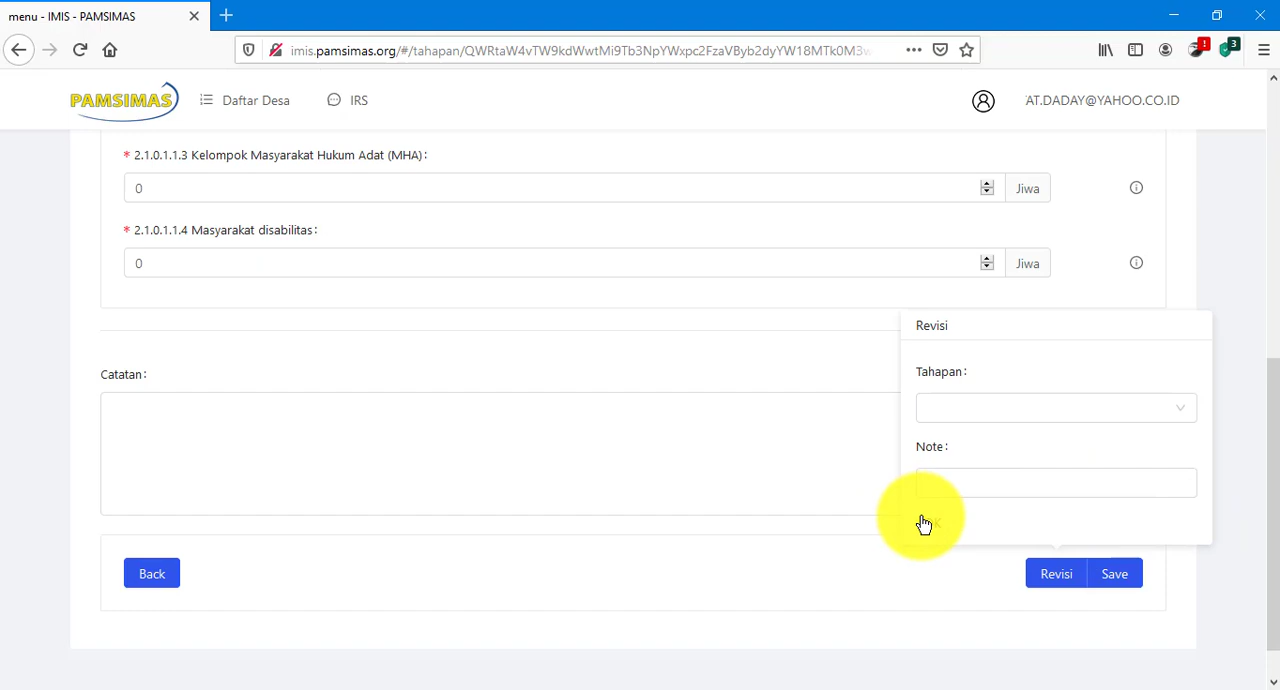 menu - IMIS - PAMSIMAS
imis.pamsimas.org/#/tahapan/QWRtaW4vTW9kdWwtMi9Tb3NpYWxpc2FzaVByb2dyYW18MTk0M3w
! 3
PAMSIMAS
Daftar Desa
IRS
AT.DADAY@YAHOO.CO.ID
* 2.1.0.1.1.3 Kelompok Masyarakat Hukum Adat (MHA):
0
Jiwa
* 2.1.0.1.1.4 Masyarakat disabilitas:
0
Jiwa
Revisi
Tahapan:
Note:
Catatan:
Back
Revisi
Save